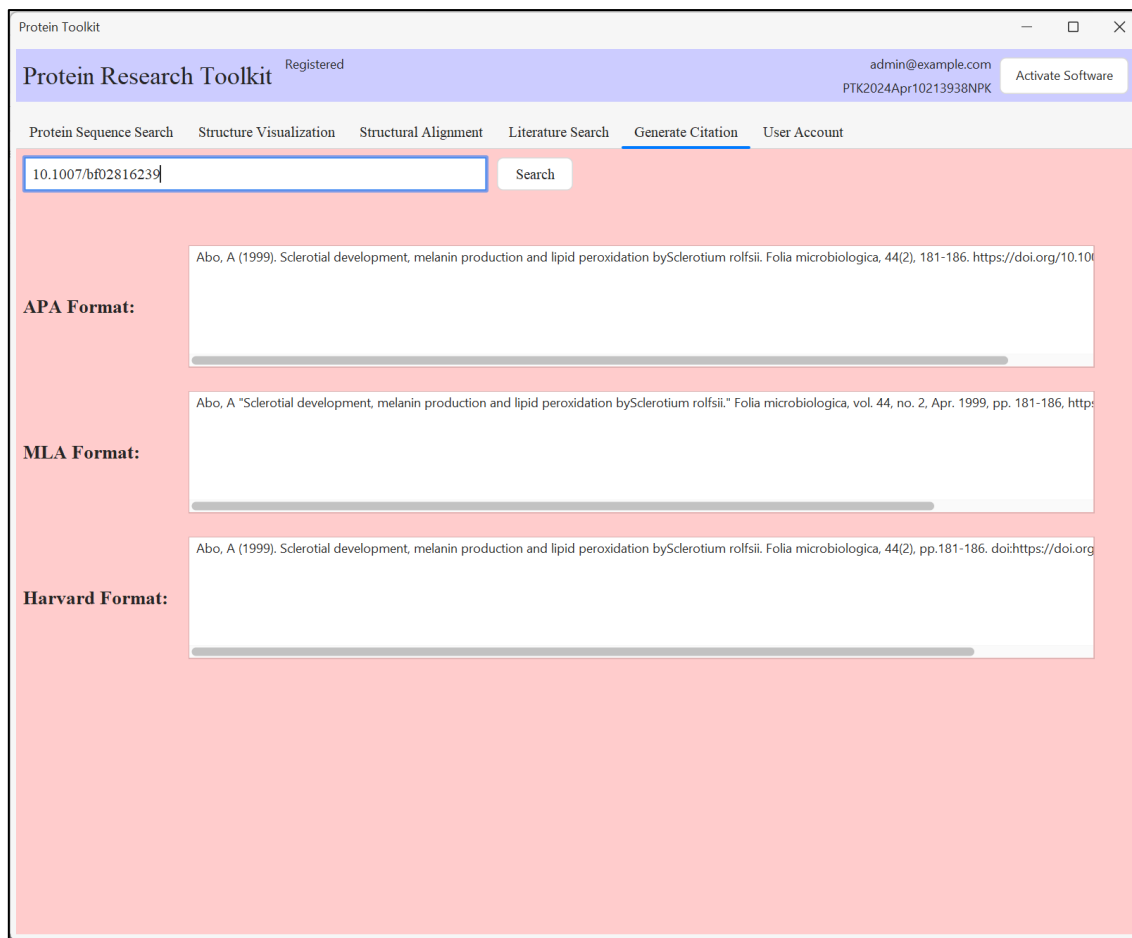 Protein Toolkit
Protein Research Toolkit
Registered
admin@example.com
PTK2024Apr10213938NPK
Activate Software
Protein Sequence Search
Structure Visualization
Structural Alignment
Literature Search
Generate Citation
User Account
10.1007/bf02816239
Search
APA Format:
Abo, A (1999). Sclerotial development, melanin production and lipid peroxidation bySclerotium rolfsii. Folia microbiologica, 44(2), 181-186. https://doi.org/10.100
MLA Format:
Abo, A "Sclerotial development, melanin production and lipid peroxidation bySclerotium rolfsii." Folia microbiologica, vol. 44, no. 2, Apr. 1999, pp. 181-186, https
Harvard Format:
Abo, A (1999). Sclerotial development, melanin production and lipid peroxidation bySclerotium rolfsii. Folia microbiologica, 44(2), pp.181-186. doi:https://doi.org